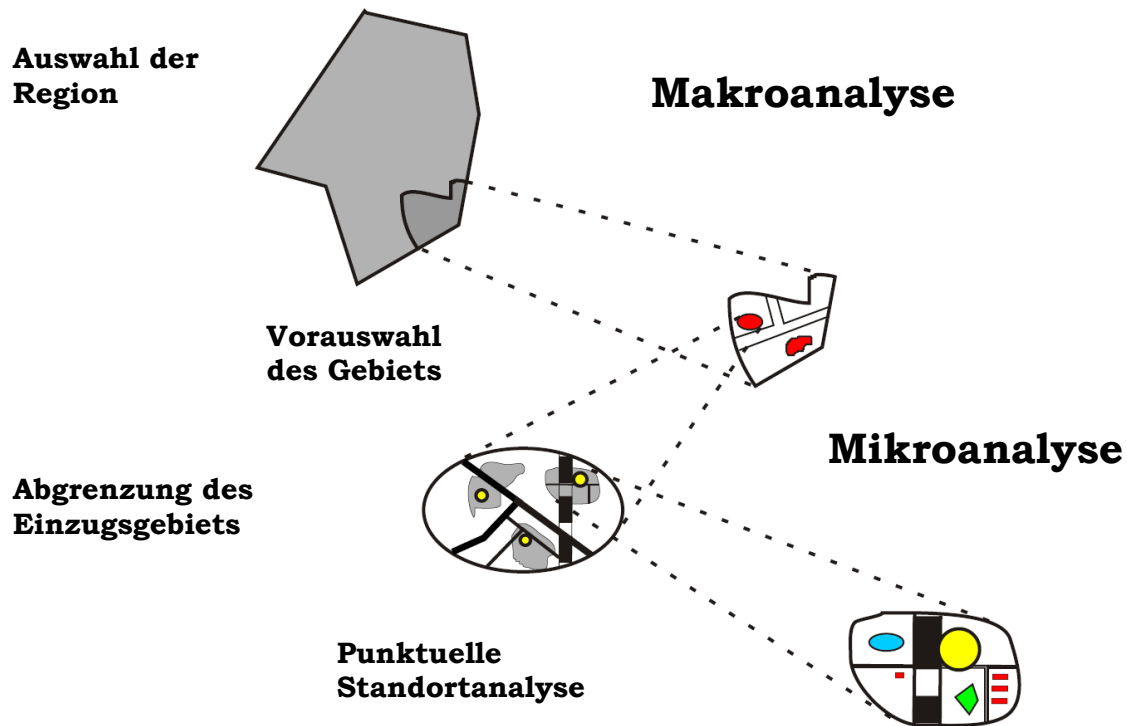 Auswahl der
Region
Makroanalyse
Vorauswahl
des Gebiets
Mikroanalyse
Abgrenzung des
Einzugsgebiets
Punktuelle
Standortanalyse